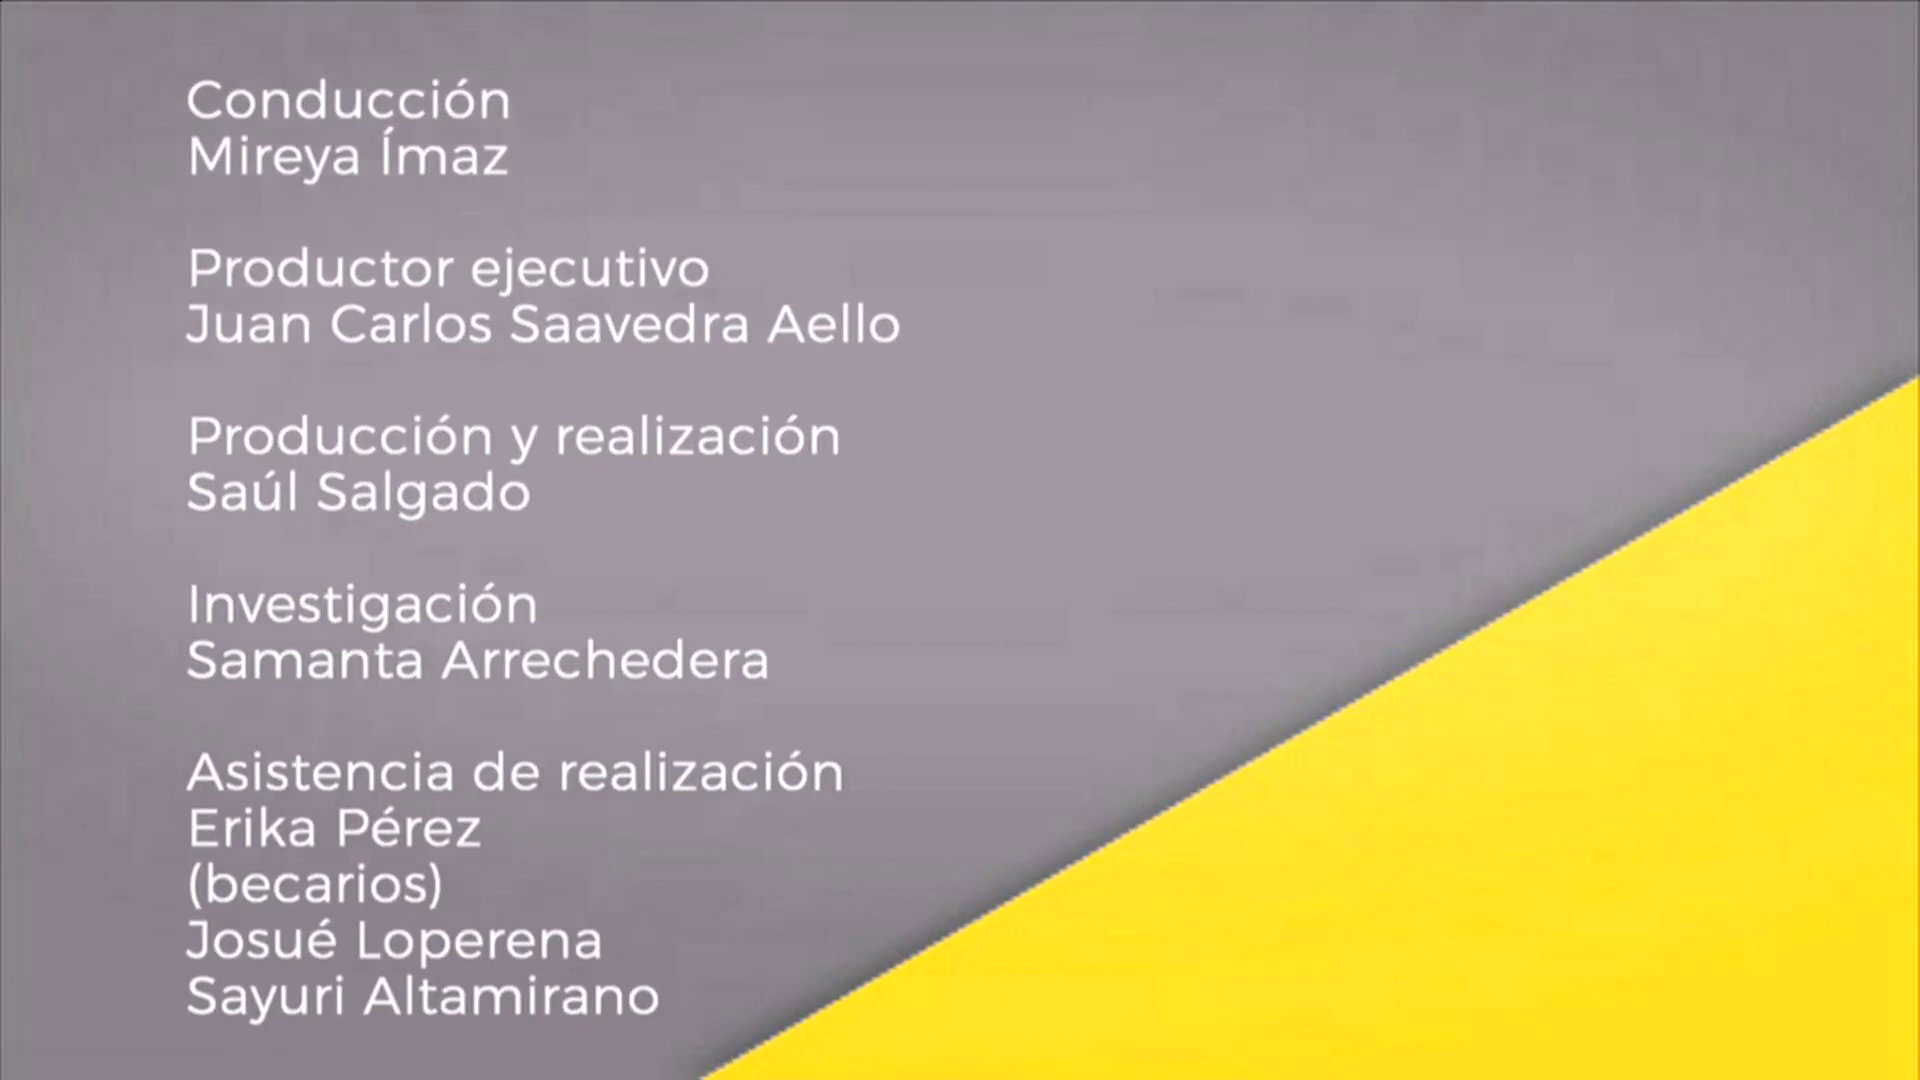 Conducción
Mireya Ímaz
Productor ejecutivo
Juan Carlos Saavedra Aello
Producción y realización
Saúl Salgado
Investigación
Samanta Arrechedera
Asistencia de realización
Erika Pérez
(becarios)
Josué Loperena
Sayuri Altamirano